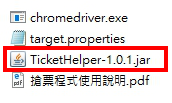 chromedriver.exe
target.properties
TicketHelper-1.0.1.jar
搶票程式使用說明.pdf